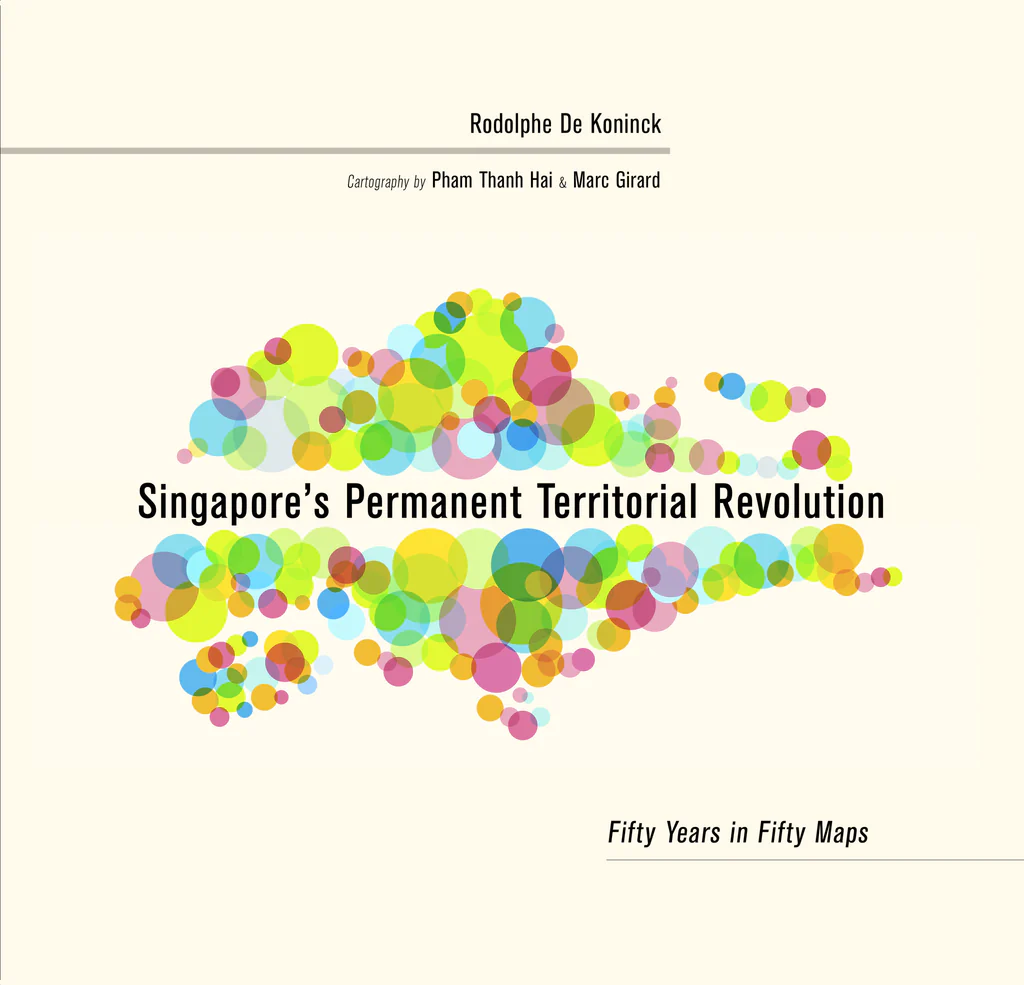 Rodolphe De Koninck
Cartography by Pham Thanh Hai & Marc Girard
Singapore's Permanent Territorial Revolution
Fifty Years in Fifty Maps